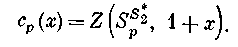 c_p(x) = Z(S_p^{S_2^*}, 1+x).